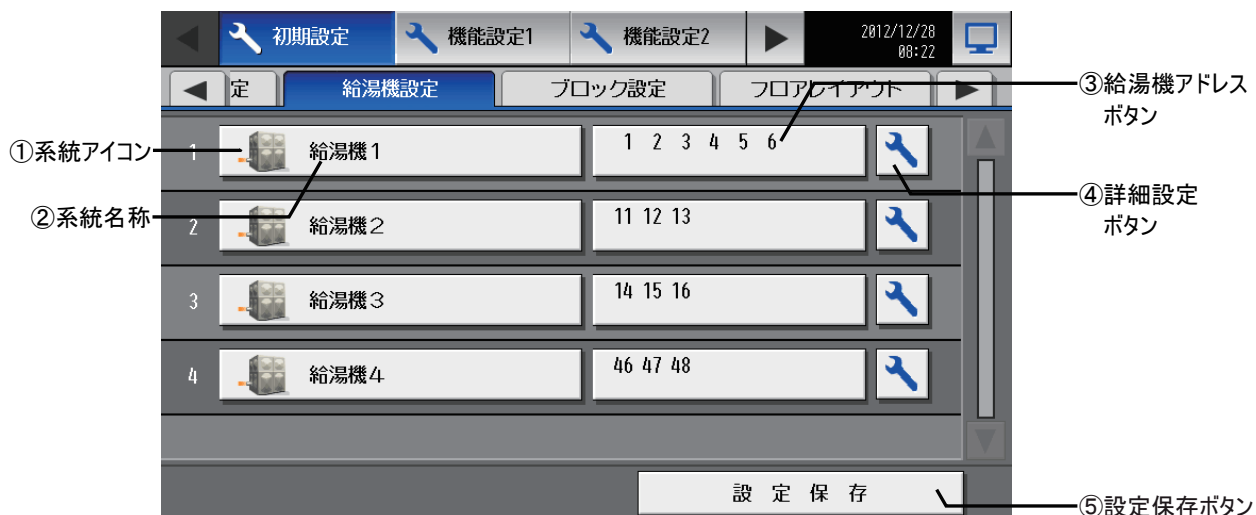 初期設定
機能設定1
機能設定2
2012/12/28
08:22
定
給湯機設定
ブロック設定
フロアレイアウト
③給湯機アドレス
ボタン
①系統アイコン
1
給湯機1
1 2 3 4 5 6
②系統名称
④詳細設定
ボタン
2
給湯機2
11 12 13
3
給湯機3
14 15 16
4
給湯機4
46 47 48
設定保存
⑤設定保存ボタン